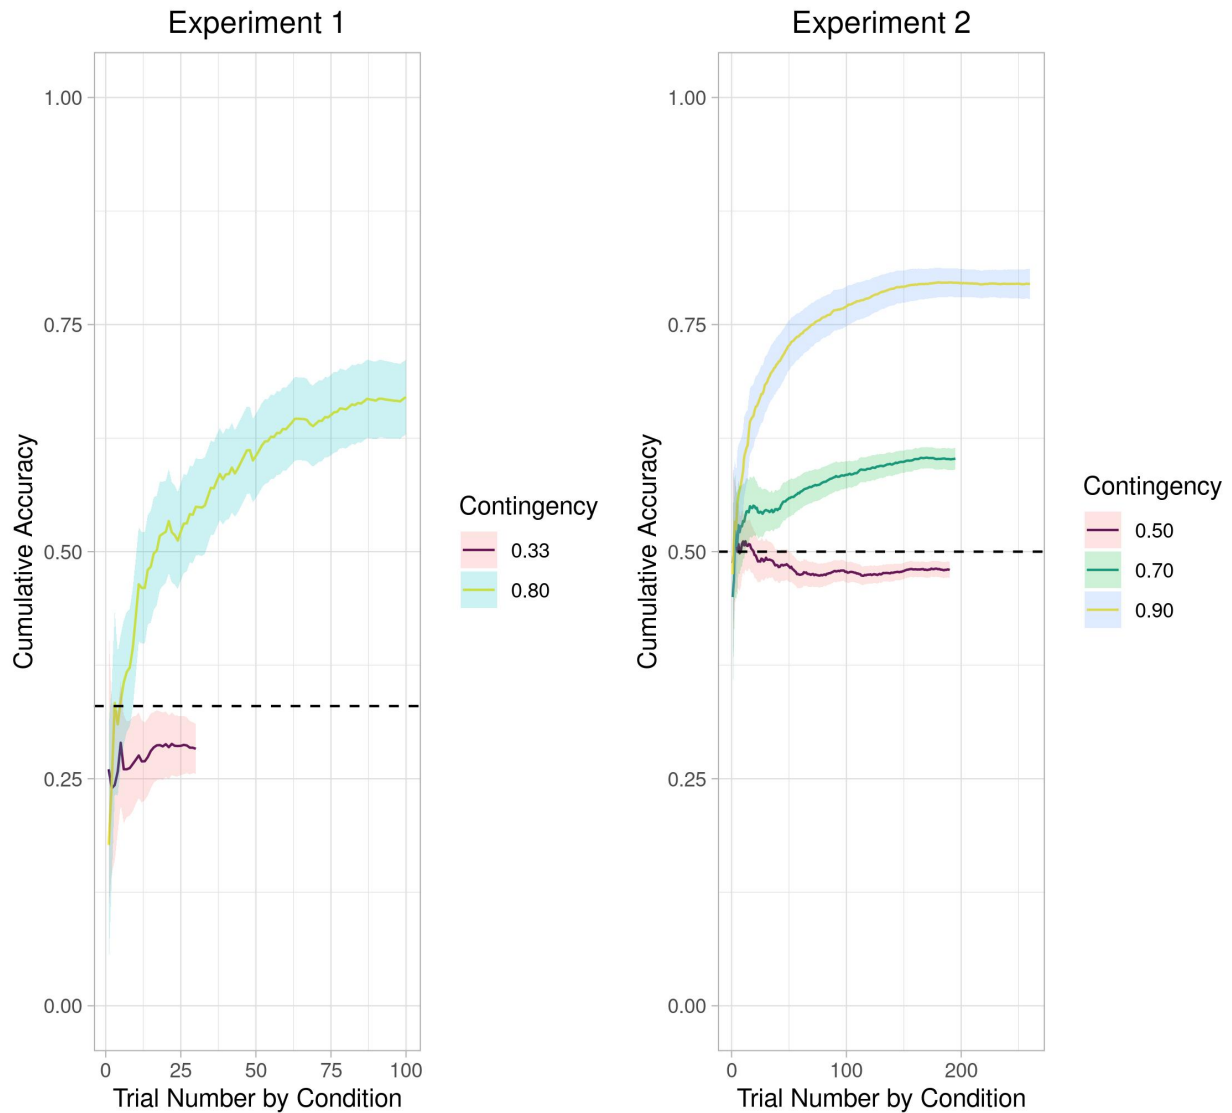 Experiment 1
1.00
0.75
0.50
0.25
0.00
Cumulative Accuracy
0 25 50 75 100
Trial Number by Condition
Contingency
0.33
0.80
Experiment 2
1.00
0.75
0.50
0.25
0.00
Cumulative Accuracy
0 100 200
Trial Number by Condition
Contingency
0.50
0.70
0.90